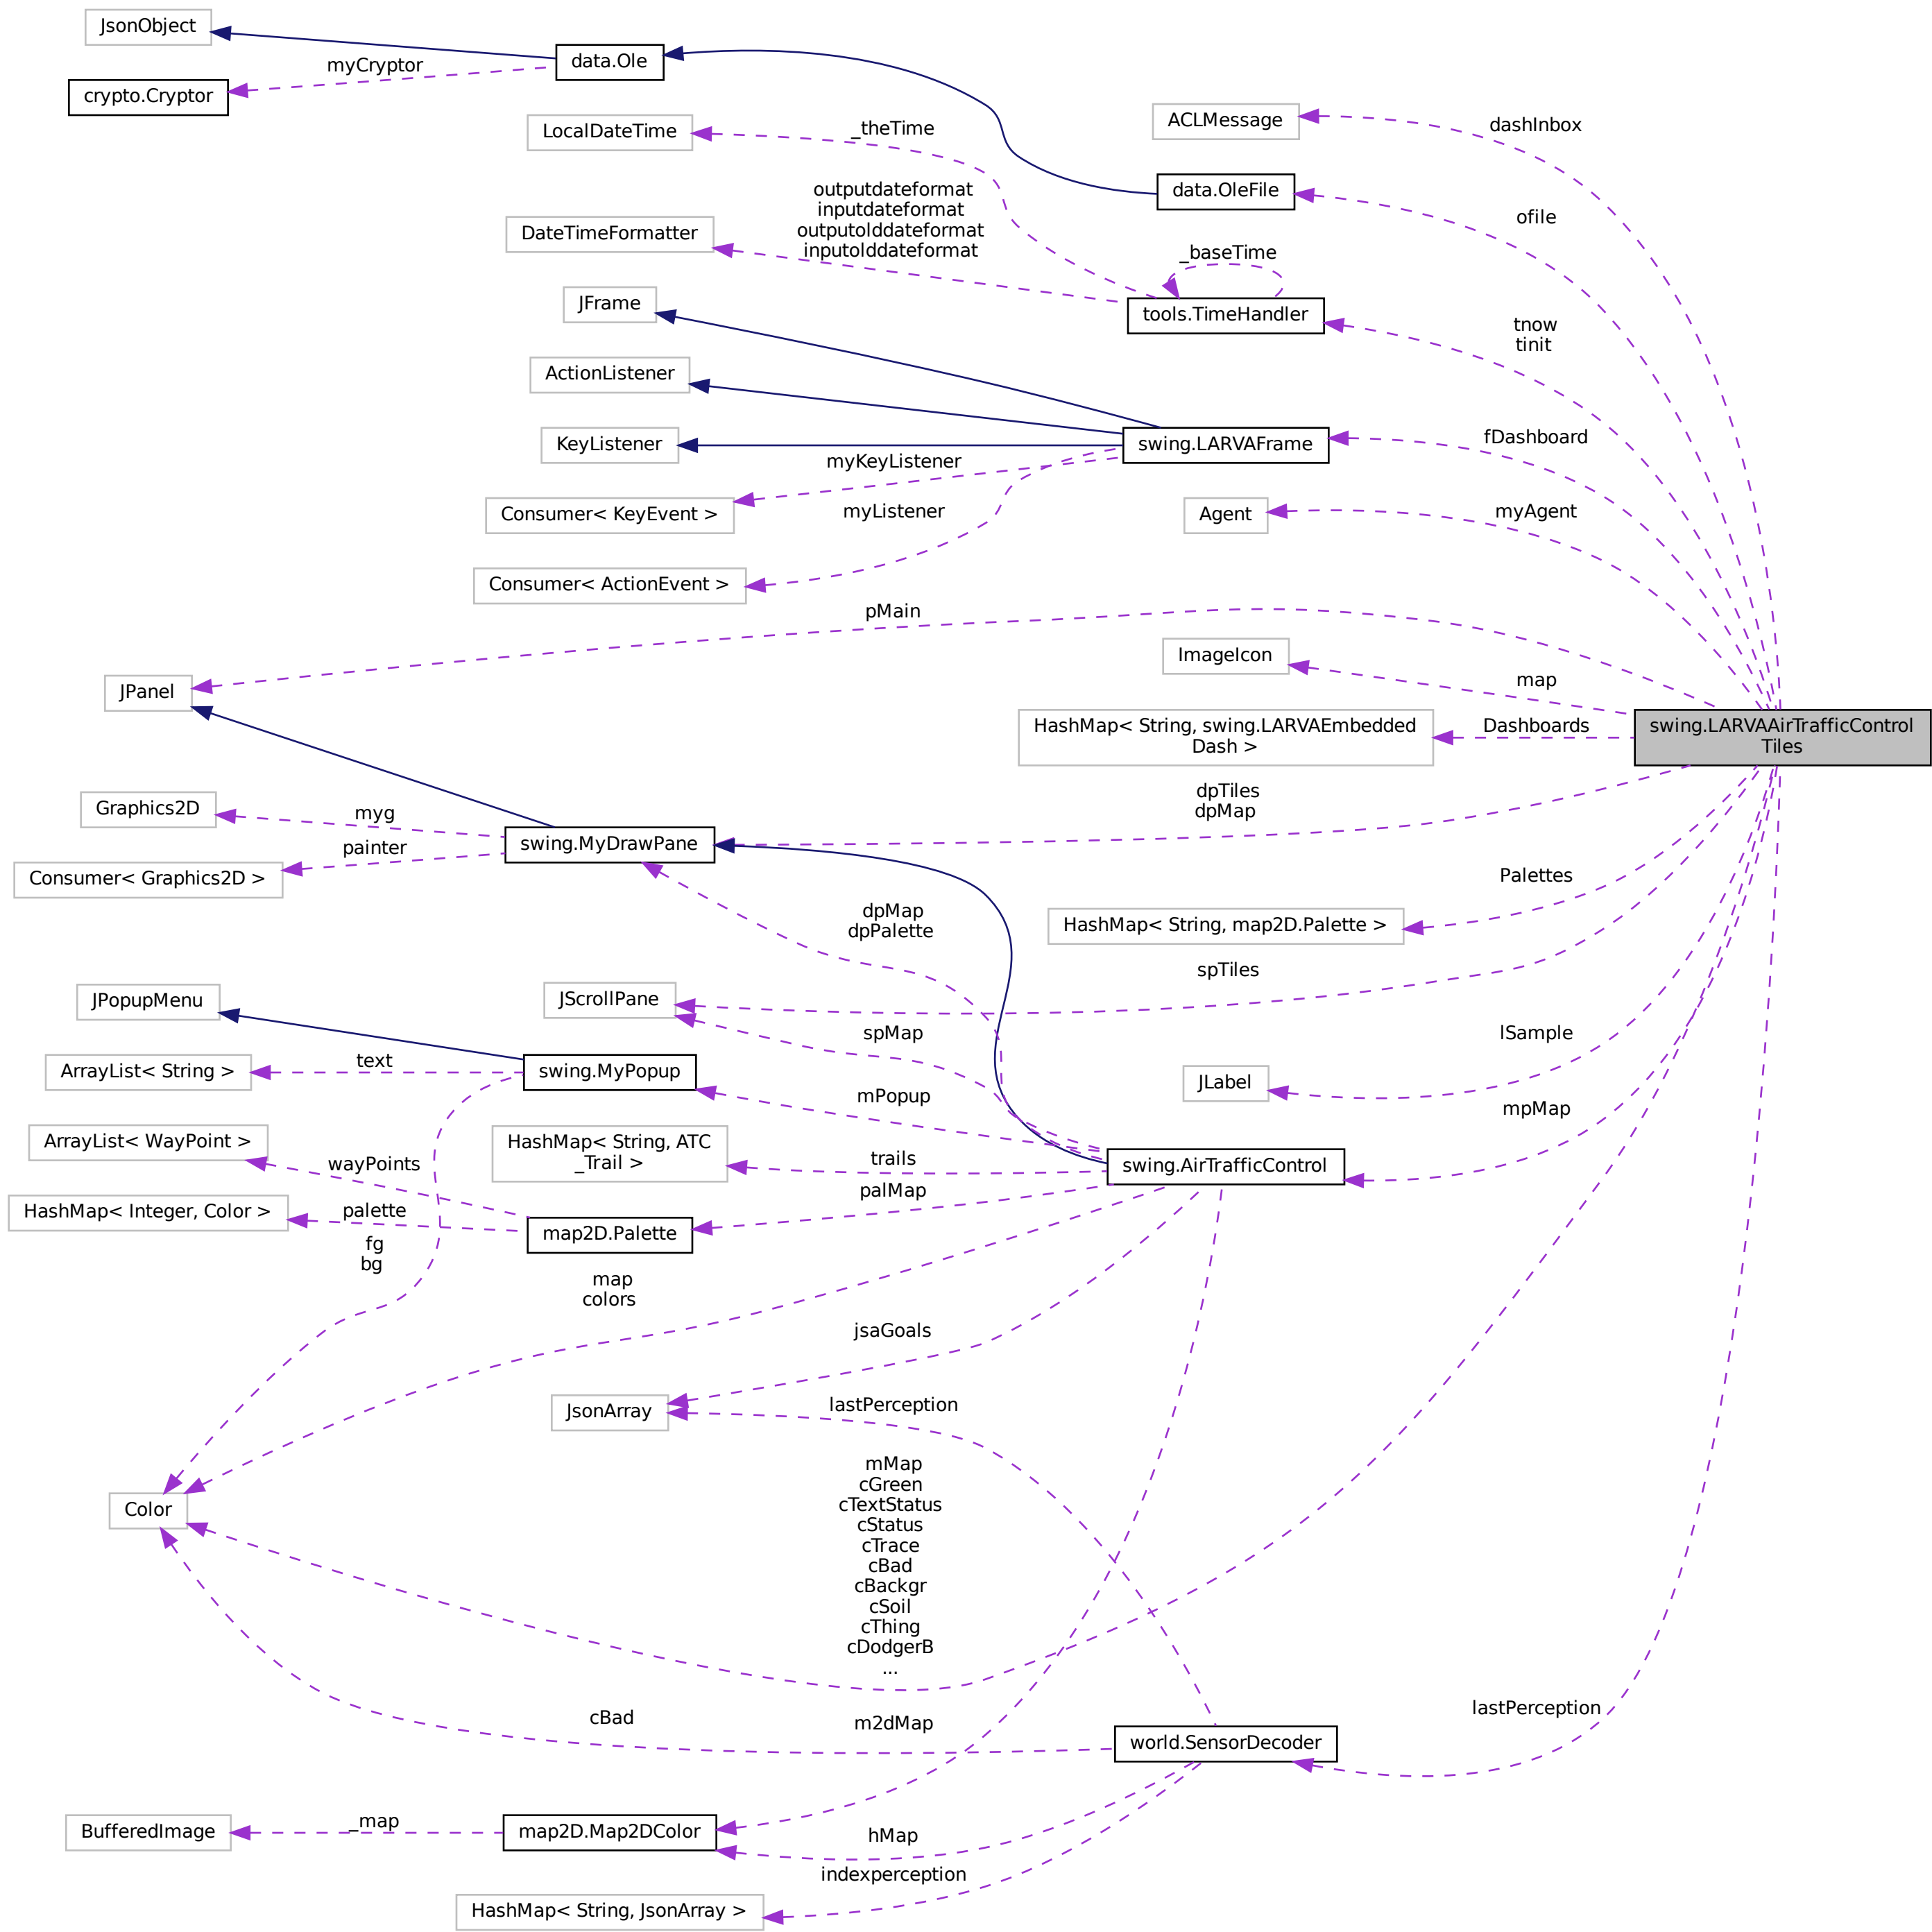 JsonObject
data.Ole
myCryptor
crypto.Cryptor
ACLMessage
dashInbox
LocalDateTime
_theTime
data.OleFile
ofile
outputdateformat
inputdateformat
outputolddateformat
inputolddateformat
DateTimeFormatter
_baseTime
JFrame
tools.TimeHandler
tnow
tinit
ActionListener
KeyListener
swing.LARVAFrame
fDashboard
myKeyListener
Consumer< KeyEvent >
myListener
Agent
myAgent
Consumer< ActionEvent >
pMain
ImageIcon
map
JPanel
HashMap< String, swing.LARVAEmbedded
Dash >
Dashboards
swing.LARVAAirTrafficControl
Tiles
dpTiles
dpMap
Graphics2D
myg
swing.MyDrawPane
painter
Consumer< Graphics2D >
Palettes
dpMap
dpPalette
HashMap< String, map2D.Palette >
spTiles
JPopupMenu
JScrollPane
spMap
lSample
ArrayList< String >
text
swing.MyPopup
mPopup
JLabel
mpMap
ArrayList< WayPoint >
HashMap< String, ATC
_Trail >
trails
swing.AirTrafficControl
wayPoints
palMap
HashMap< Integer, Color >
palette
map2D.Palette
fg
bg
map
colors
jsaGoals
JsonArray
lastPerception
Color
mMap
cGreen
cTextStatus
cStatus
cTrace
cBad
cBackgr
cSoil
cThing
cDodgerB
...
cBad
m2dMap
world.SensorDecoder
lastPerception
BufferedImage
_map
map2D.Map2DColor
hMap
indexperception
HashMap< String, JsonArray >